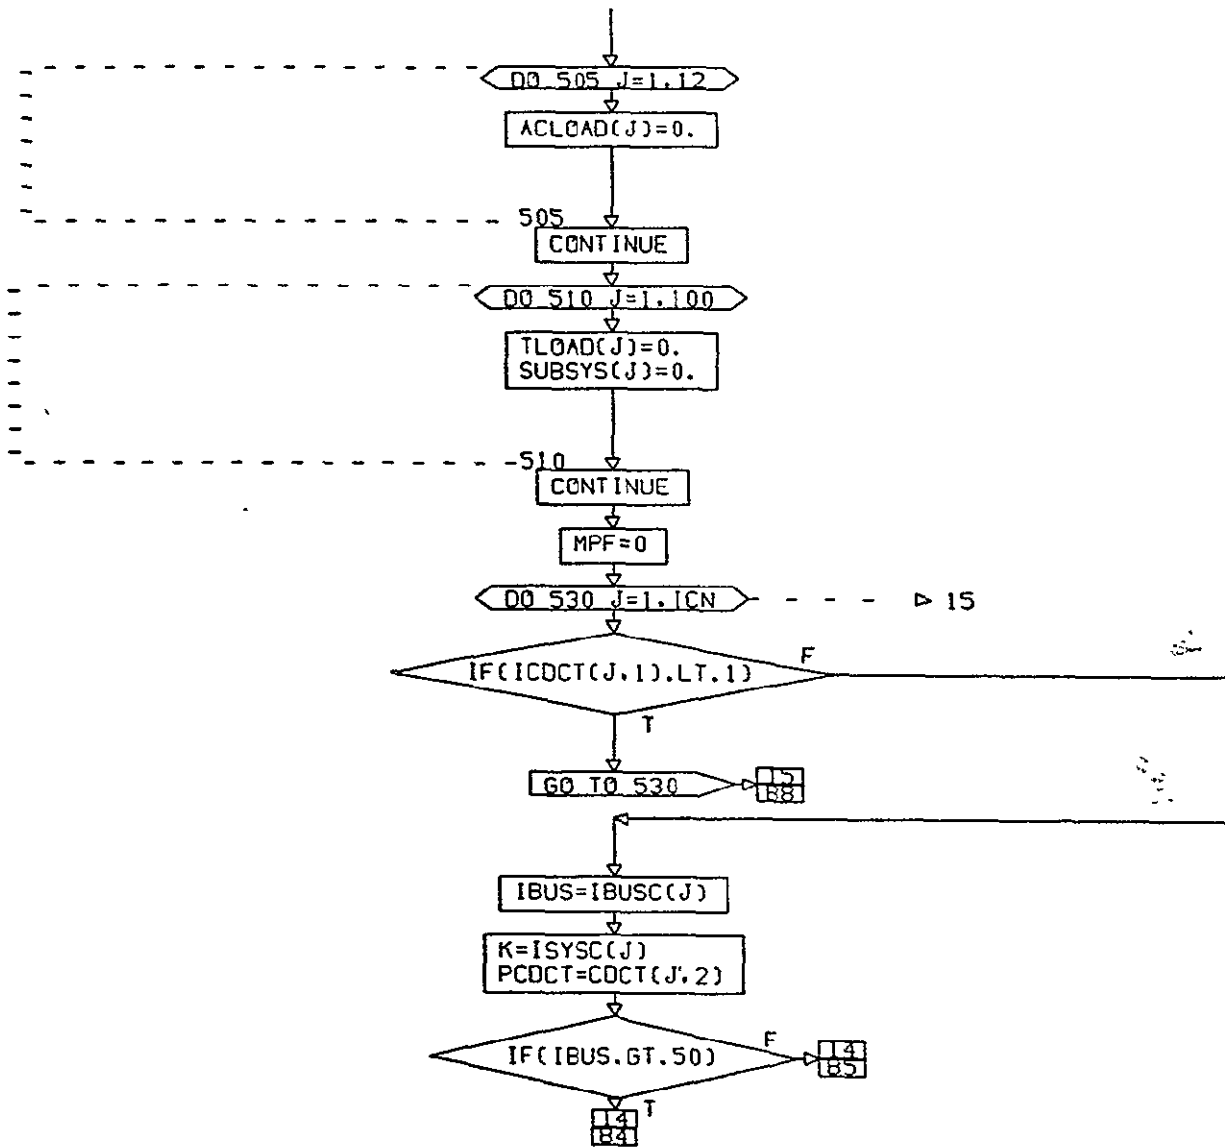 DO 505 J=1.12
ACLOAD(J)=0.
505
CONTINUE
DO 510 J=1.100
TLOAD(J)=0.
SUBSYS(J)=0.
510
CONTINUE
MPF=0
DO 530 J=1.ICN
15
IF(ICDCT(J,1).LT.1)
F
T
GO TO 530
15
B8
IBUS=IBUSC(J)
K=ISYSC(J)
PCDCT=CDCT(J,2)
IF(IBUS.GT.50)
F
14
B5
T
14
B4